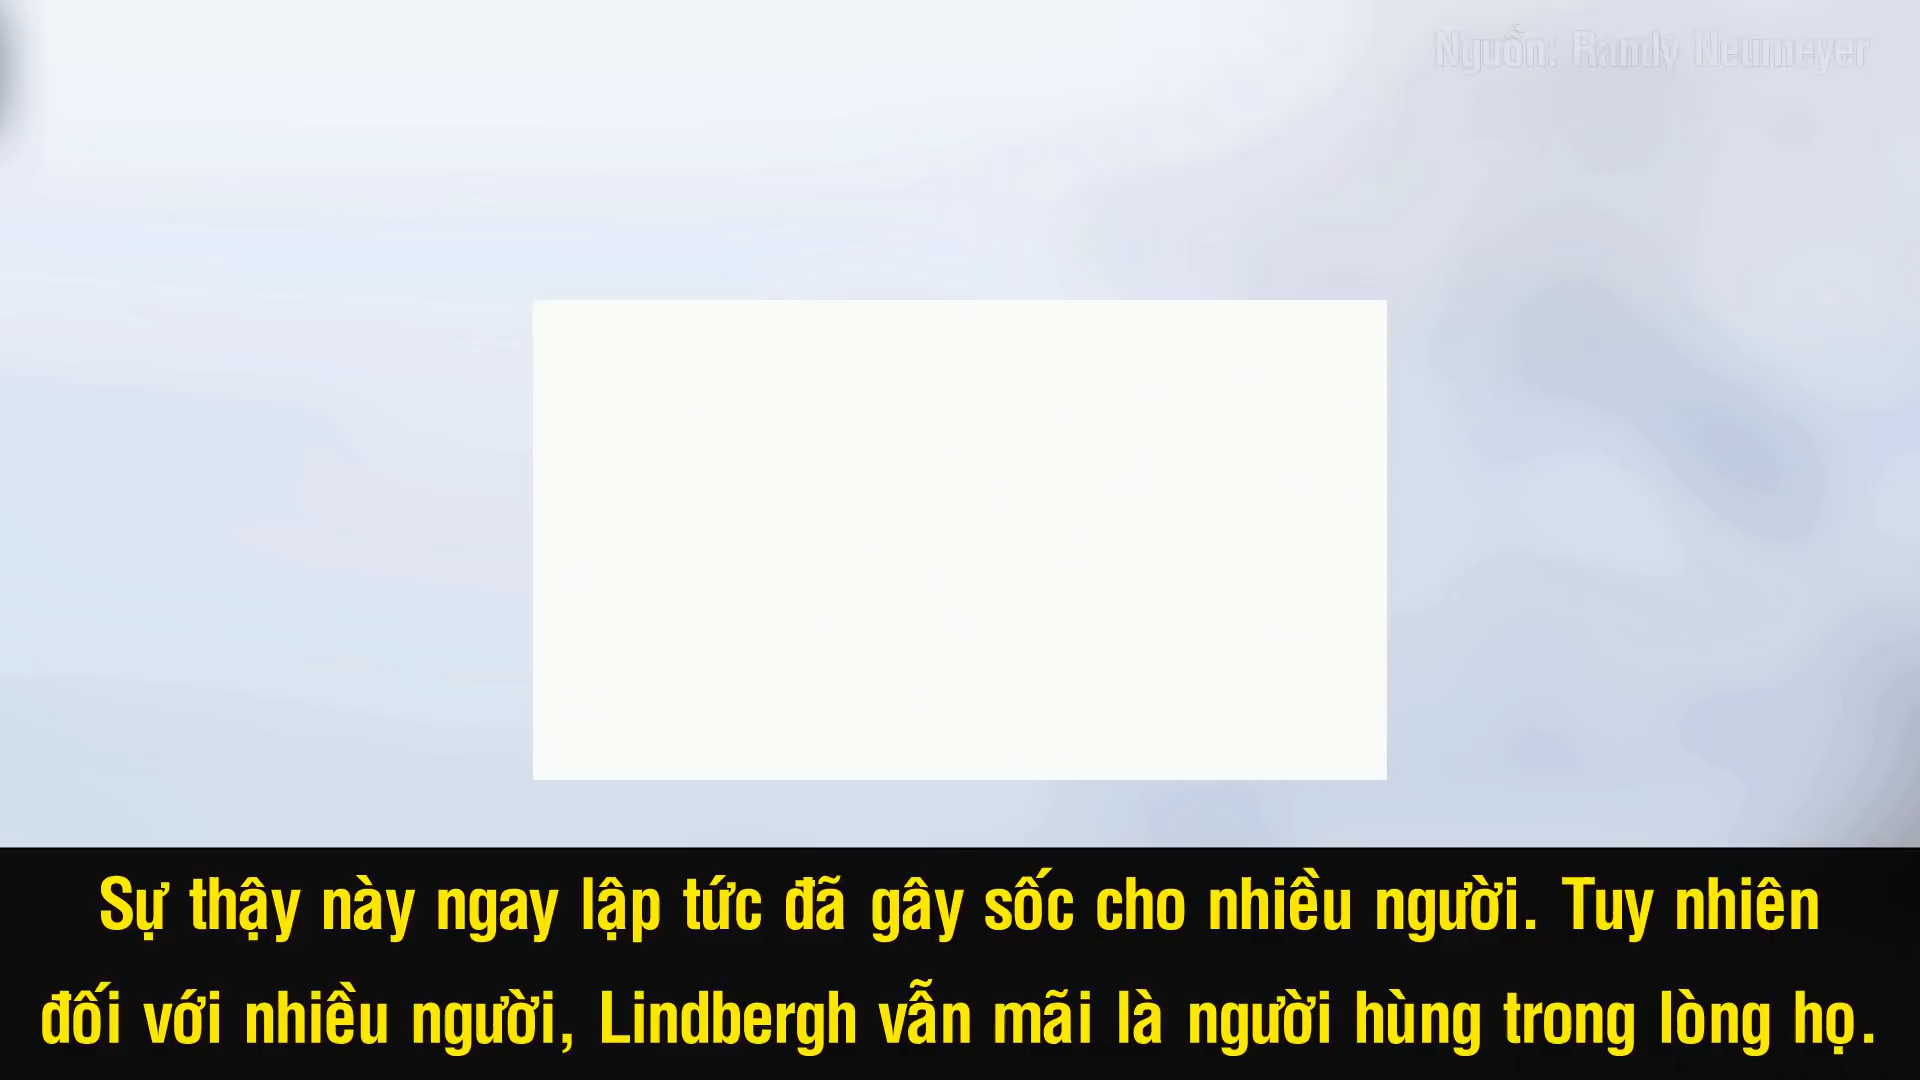 Nguồn: Randy Neumeyer
Sự thậy này ngay lập tức đã gây sốc cho nhiều người. Tuy nhiên
đối với nhiều người, Lindbergh vẫn mãi là người hùng trong lòng họ.